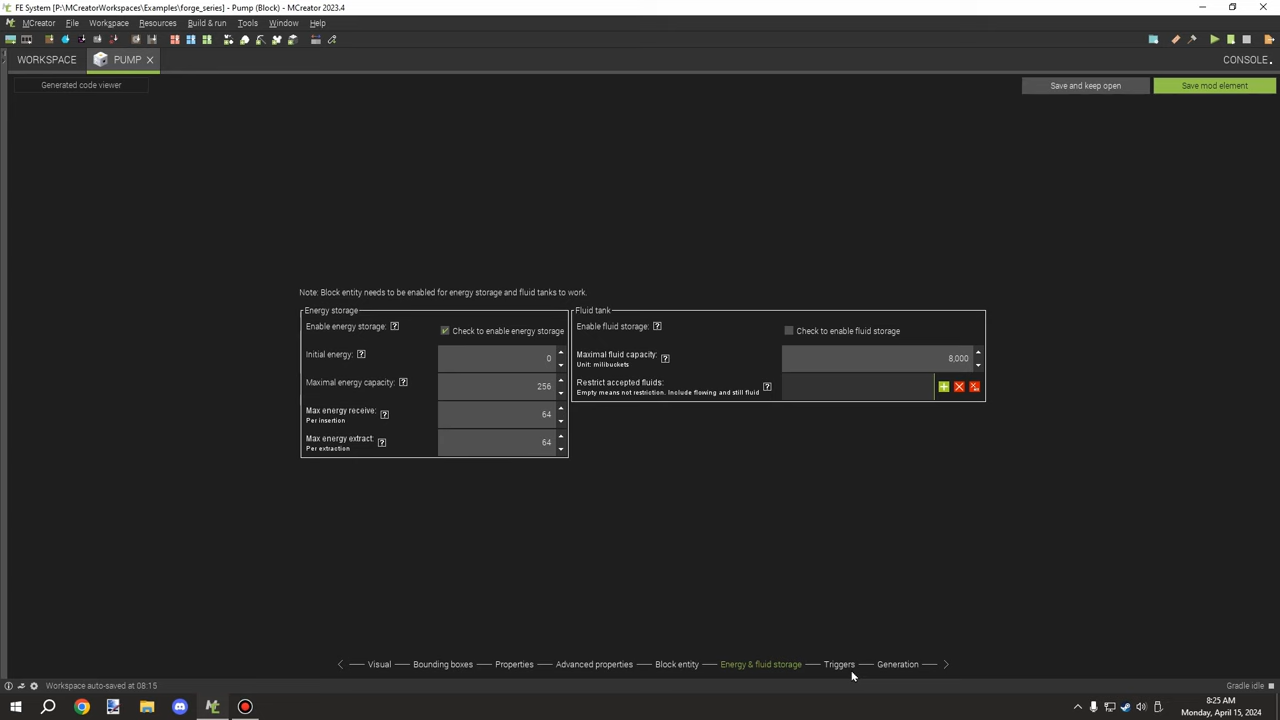 FE System [P:\MCreatorWorkspaces\Examples\forge_series] - Pump (Block) - MCreator 2023.4
MCreator File Workspace Resources Build & run Tools Window Help
WORKSPACE PUMP CONSOLE
Generated code viewer Save and keep open Save mod element
Note: Block entity needs to be enabled for energy storage and fluid tanks to work.
Energy storage Fluid tank
Enable energy storage: ? Check to enable energy storage Enable fluid storage: ? Check to enable fluid storage
Initial energy: ? 0 Maximal fluid capacity: ? 8,000
Unit: milibuckets
Maximal energy capacity: ? 256 Restrict accepted fluids: ?
Empty means not restriction. Include flowing and still fluid
Max energy receive: ? 64
Per insertion
Max energy extract: ? 64
Per extraction
Visual Bounding boxes Properties Advanced properties Block entity Energy & fluid storage Triggers Generation
Workspace auto-saved at 08:15 Gradle idle
8:25 AM
Monday, April 15, 2024